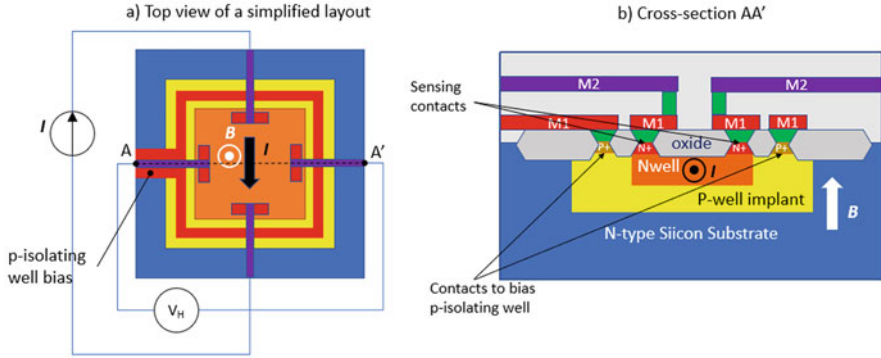 a) Top view of a simplified layout
I
A
B
I
A'
p-isolating
well bias
V_H
b) Cross-section AA’
Sensing
contacts
M2
M2
M1
M1
M1
M1
P+
N+
oxide
N+
P+
Nwell
I
P-well implant
B
N-type Siicon Substrate
Contacts to bias
p-isolating well